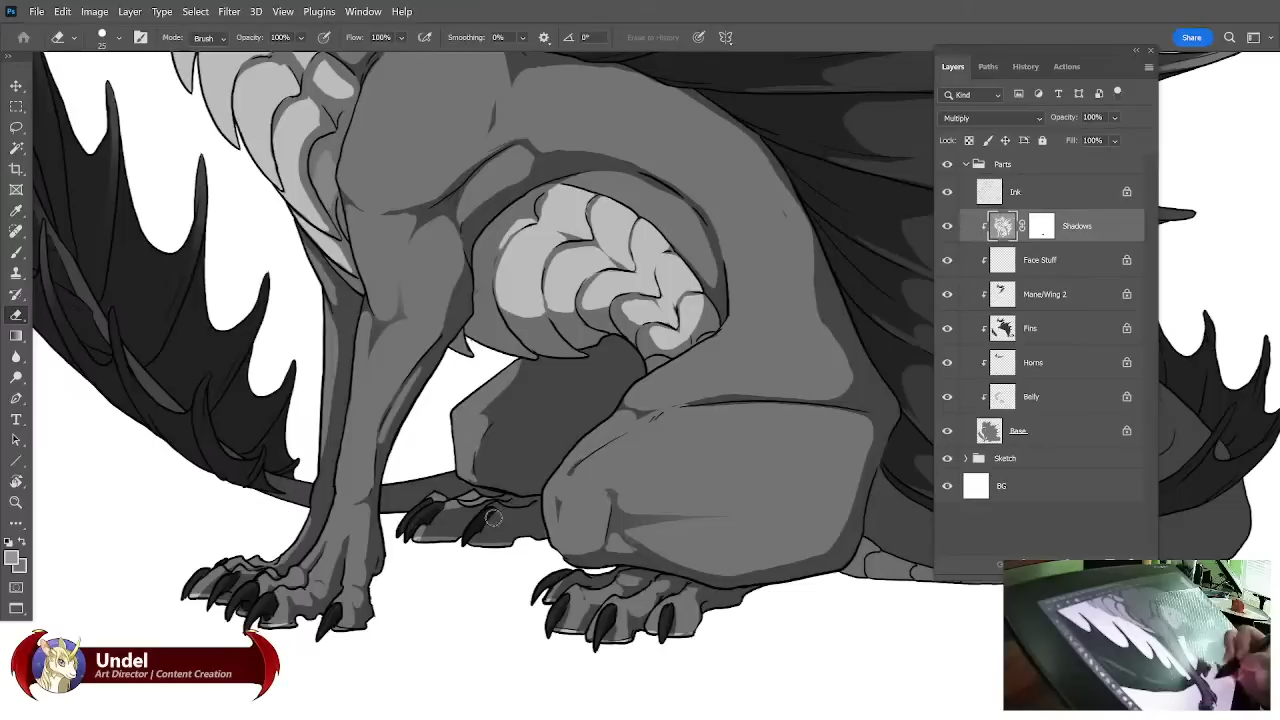 Ps File Edit Image Layer Type Select Filter 3D View Plugins Window Help
25 Mode: Brush Opacity: 100% Flow: 100% Smoothing: 0% 0° Erase to History Share
Layers Paths History Actions
Kind
Multiply Opacity: 100%
Lock: Fill: 100%
Parts
Ink
Shadows
Face Stuff
Mane/Wing 2
Fins
Horns
Belly
Base
Sketch
BG
Undel
Art Director | Content Creation